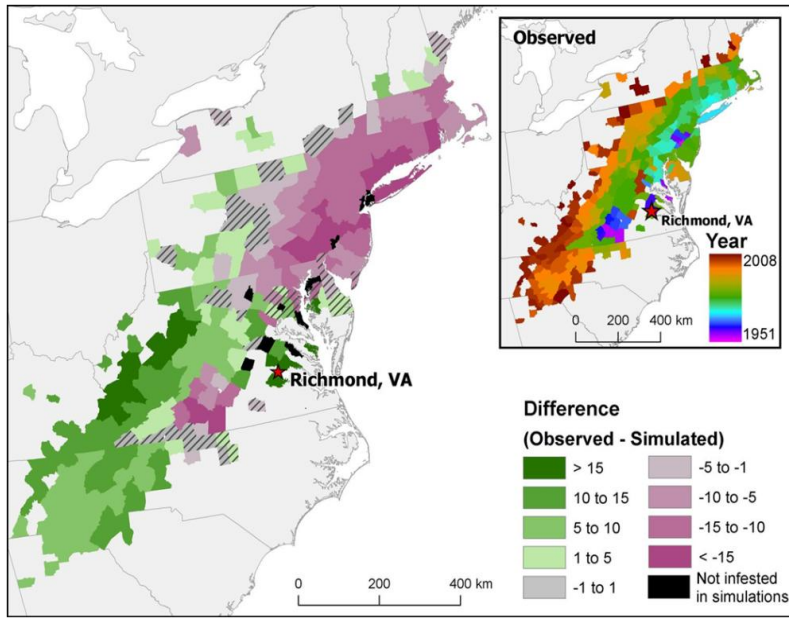 Observed
Richmond, VA
Year
2008
1951
0 200 400 km
Richmond, VA
Difference
(Observed - Simulated)
> 15
10 to 15
5 to 10
1 to 5
-1 to 1
-5 to -1
-10 to -5
-15 to -10
< -15
Not infested
in simulations
0 200 400 km